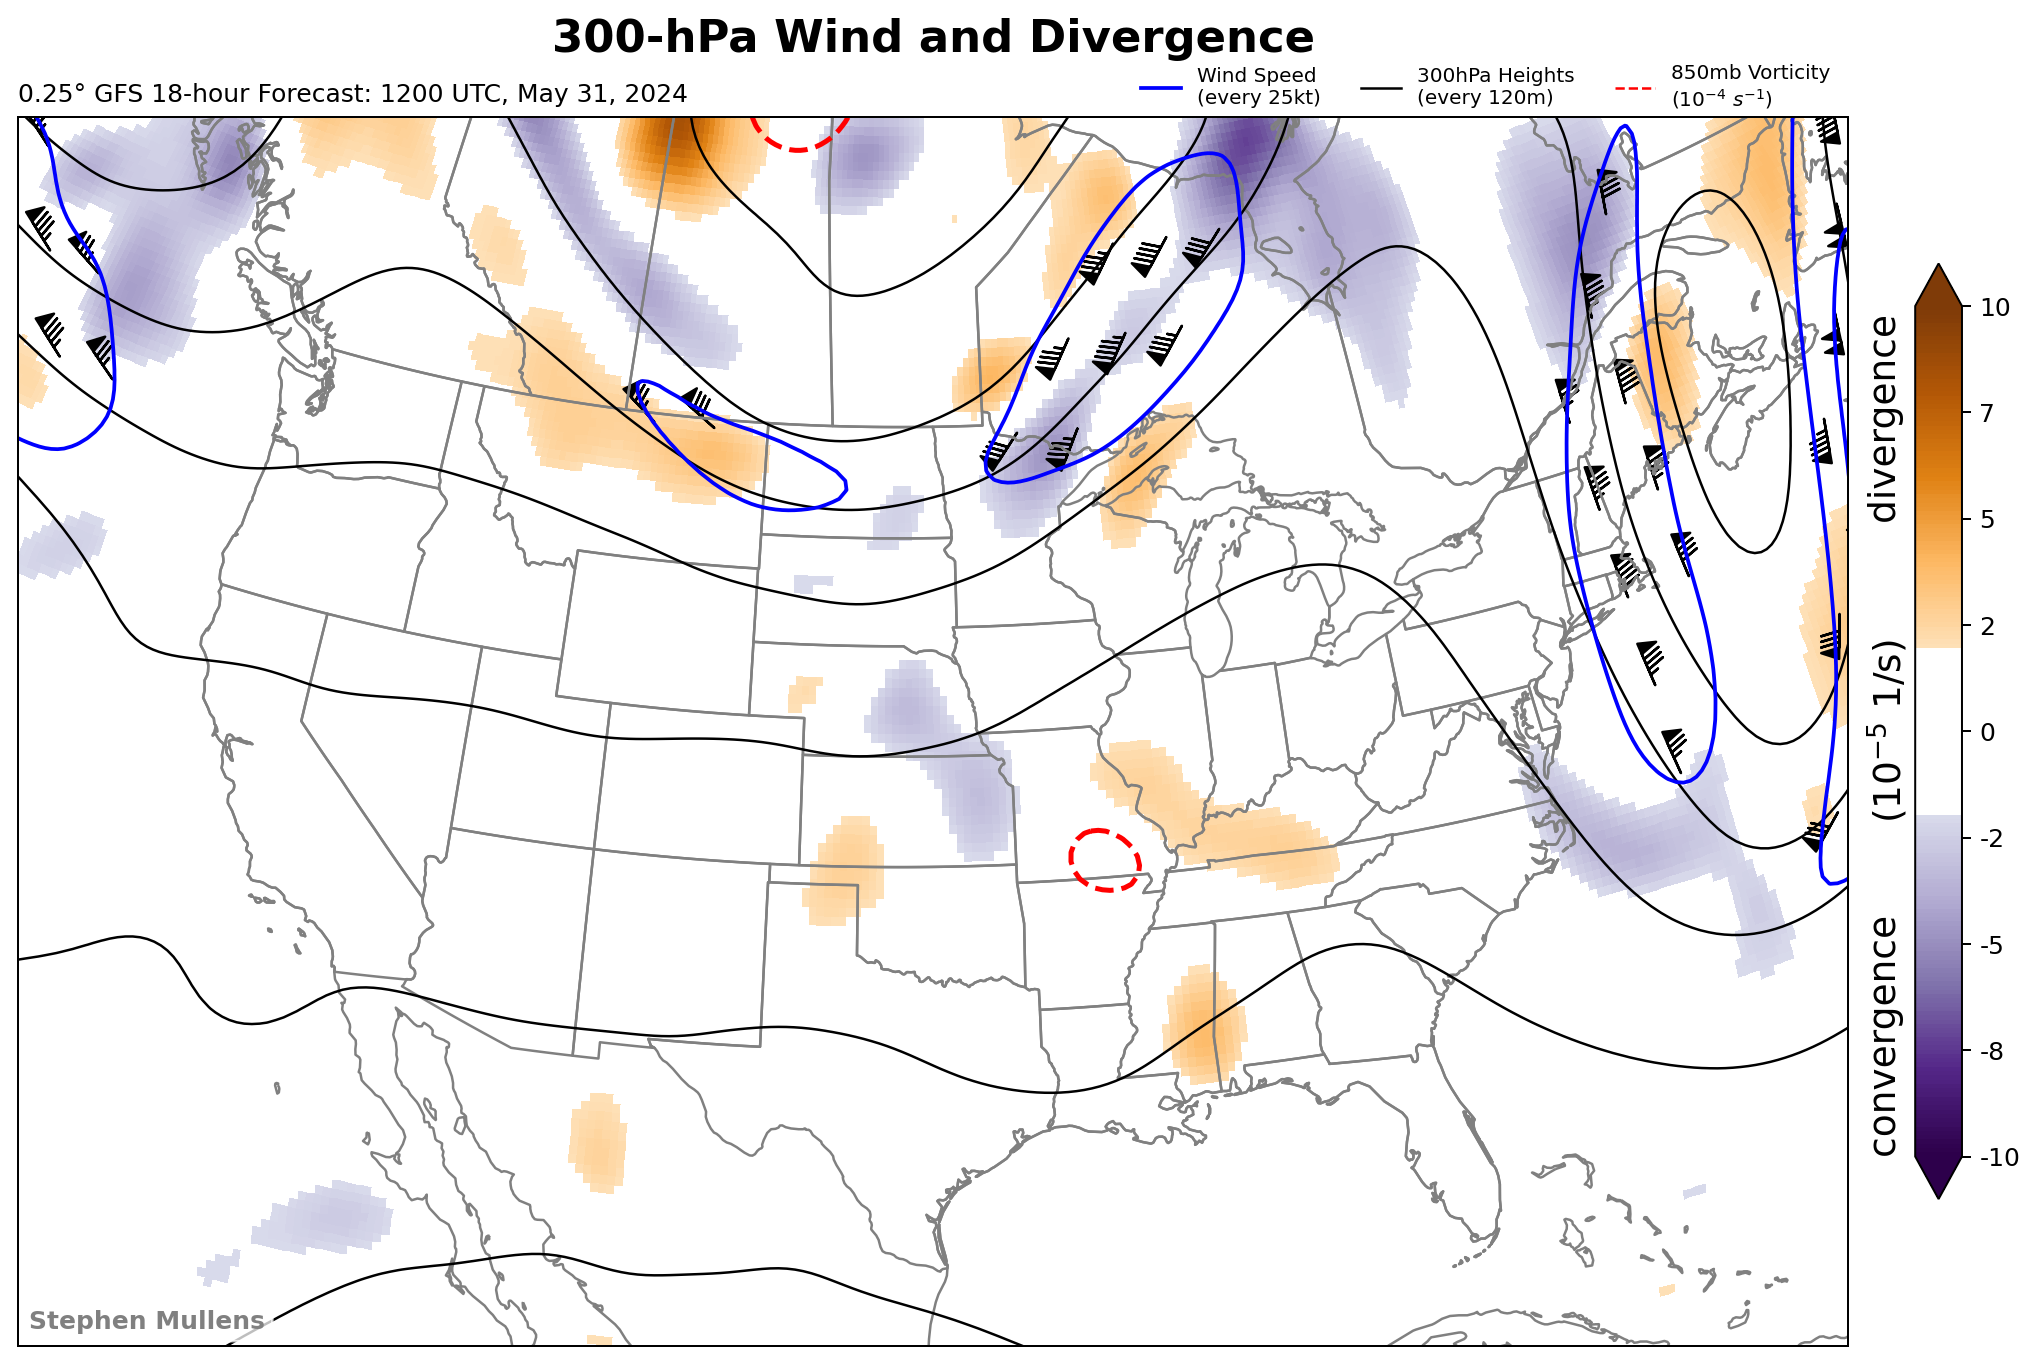 300-hPa Wind and Divergence
0.25° GFS 18-hour Forecast: 1200 UTC, May 31, 2024
Wind Speed
(every 25kt)
300hPa Heights
(every 120m)
850mb Vorticity
(10⁻⁴ s⁻¹)
10
7
5
2
0
-2
-5
-8
-10
convergence (10⁻⁵ 1/s) divergence
Stephen Mullens